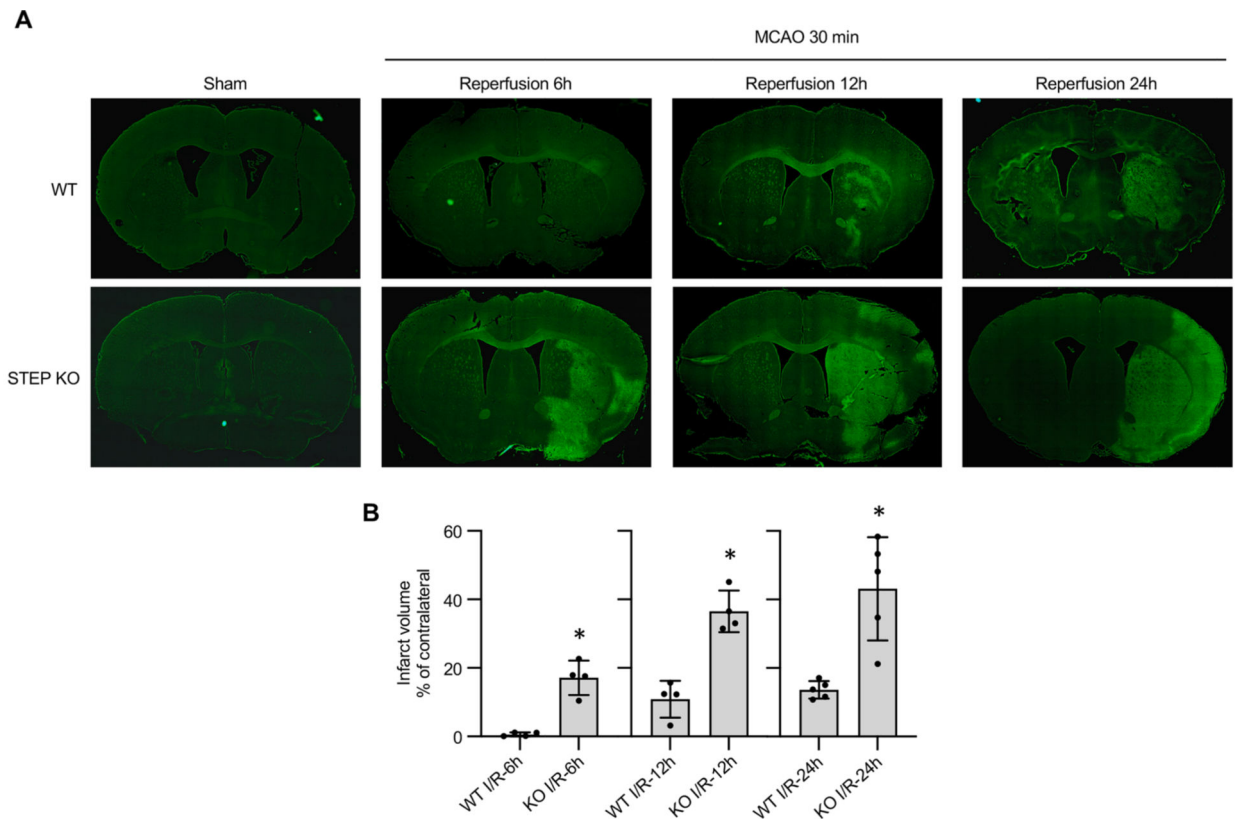 A
MCAO 30 min
Sham
Reperfusion 6h
Reperfusion 12h
Reperfusion 24h
WT
STEP KO
B
Infarct volume
% of contralateral
60
40
20
0
*
*
*
WT I/R-6h
KO I/R-6h
WT I/R-12h
KO I/R-12h
WT I/R-24h
KO I/R-24h